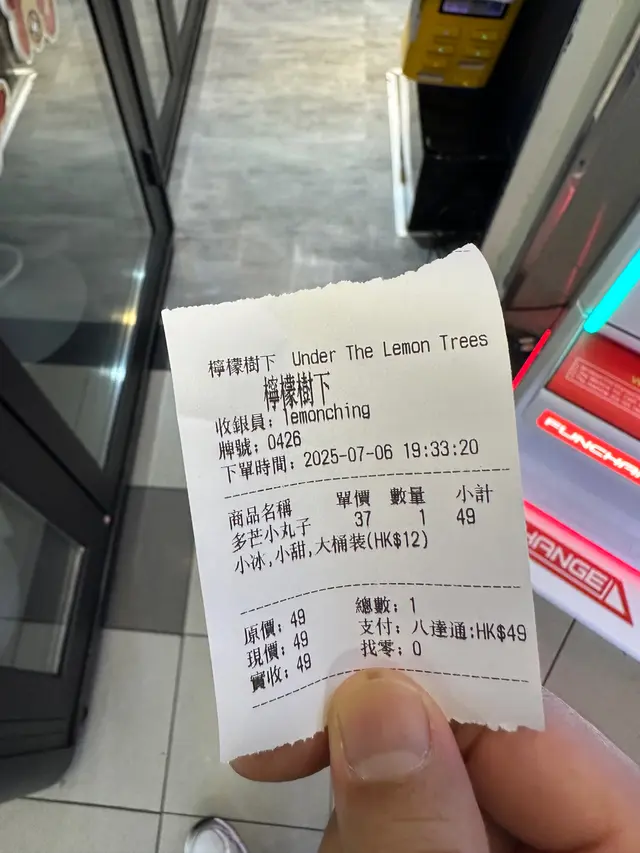 檸檬樹下 Under The Lemon Trees
檸檬樹下
收銀員: lemonching
牌號: 0426
下單時間: 2025-07-06 19:33:20
商品名稱 單價 數量 小計
多芒小丸子 37 1 49
小冰,小甜,大桶装(HK$12)
原價: 49 總數: 1
現價: 49 支付: 八達通:HK$49
實收: 49 找零: 0
FUNCHAN
HANGE!